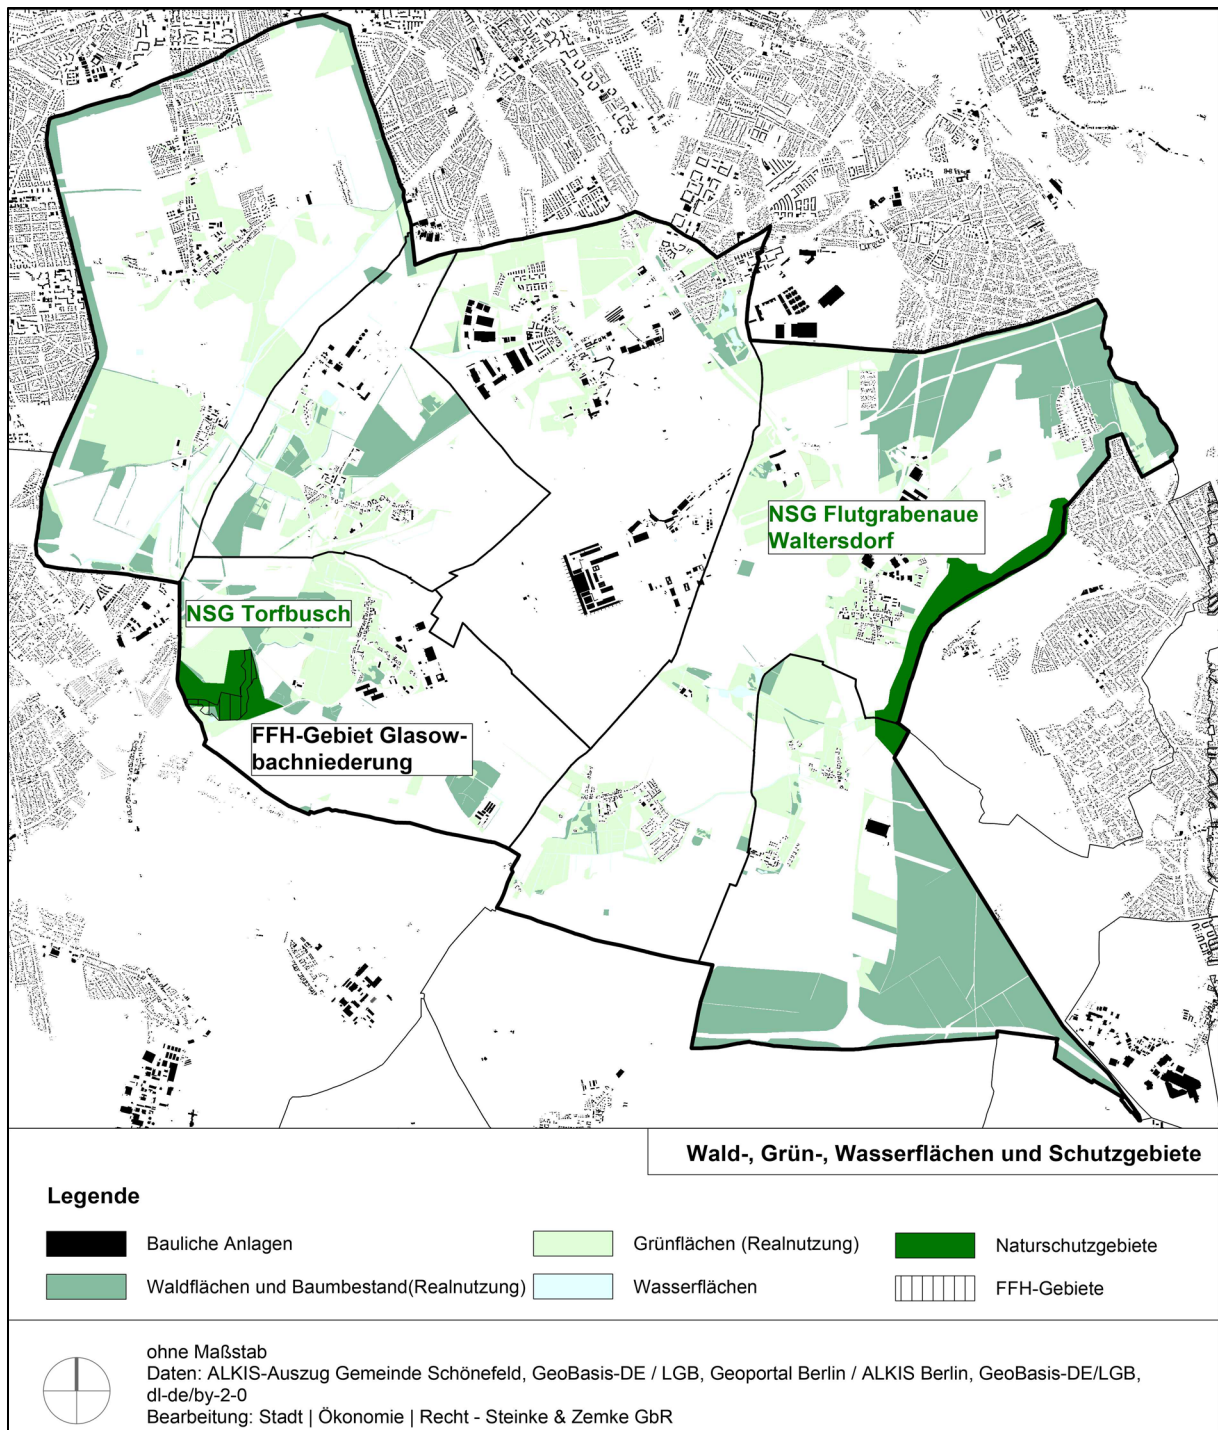 NSG Flutgrabenaue
Waltersdorf
NSG Torfbusch
FFH-Gebiet Glasow-
bachniederung
Wald-, Grün-, Wasserflächen und Schutzgebiete
Legende
Bauliche Anlagen
Grünflächen (Realnutzung)
Naturschutzgebiete
Waldflächen und Baumbestand(Realnutzung)
Wasserflächen
FFH-Gebiete
ohne Maßstab
Daten: ALKIS-Auszug Gemeinde Schönefeld, GeoBasis-DE / LGB, Geoportal Berlin / ALKIS Berlin, GeoBasis-DE/LGB,
dl-de/by-2-0
Bearbeitung: Stadt | Ökonomie | Recht - Steinke & Zemke GbR